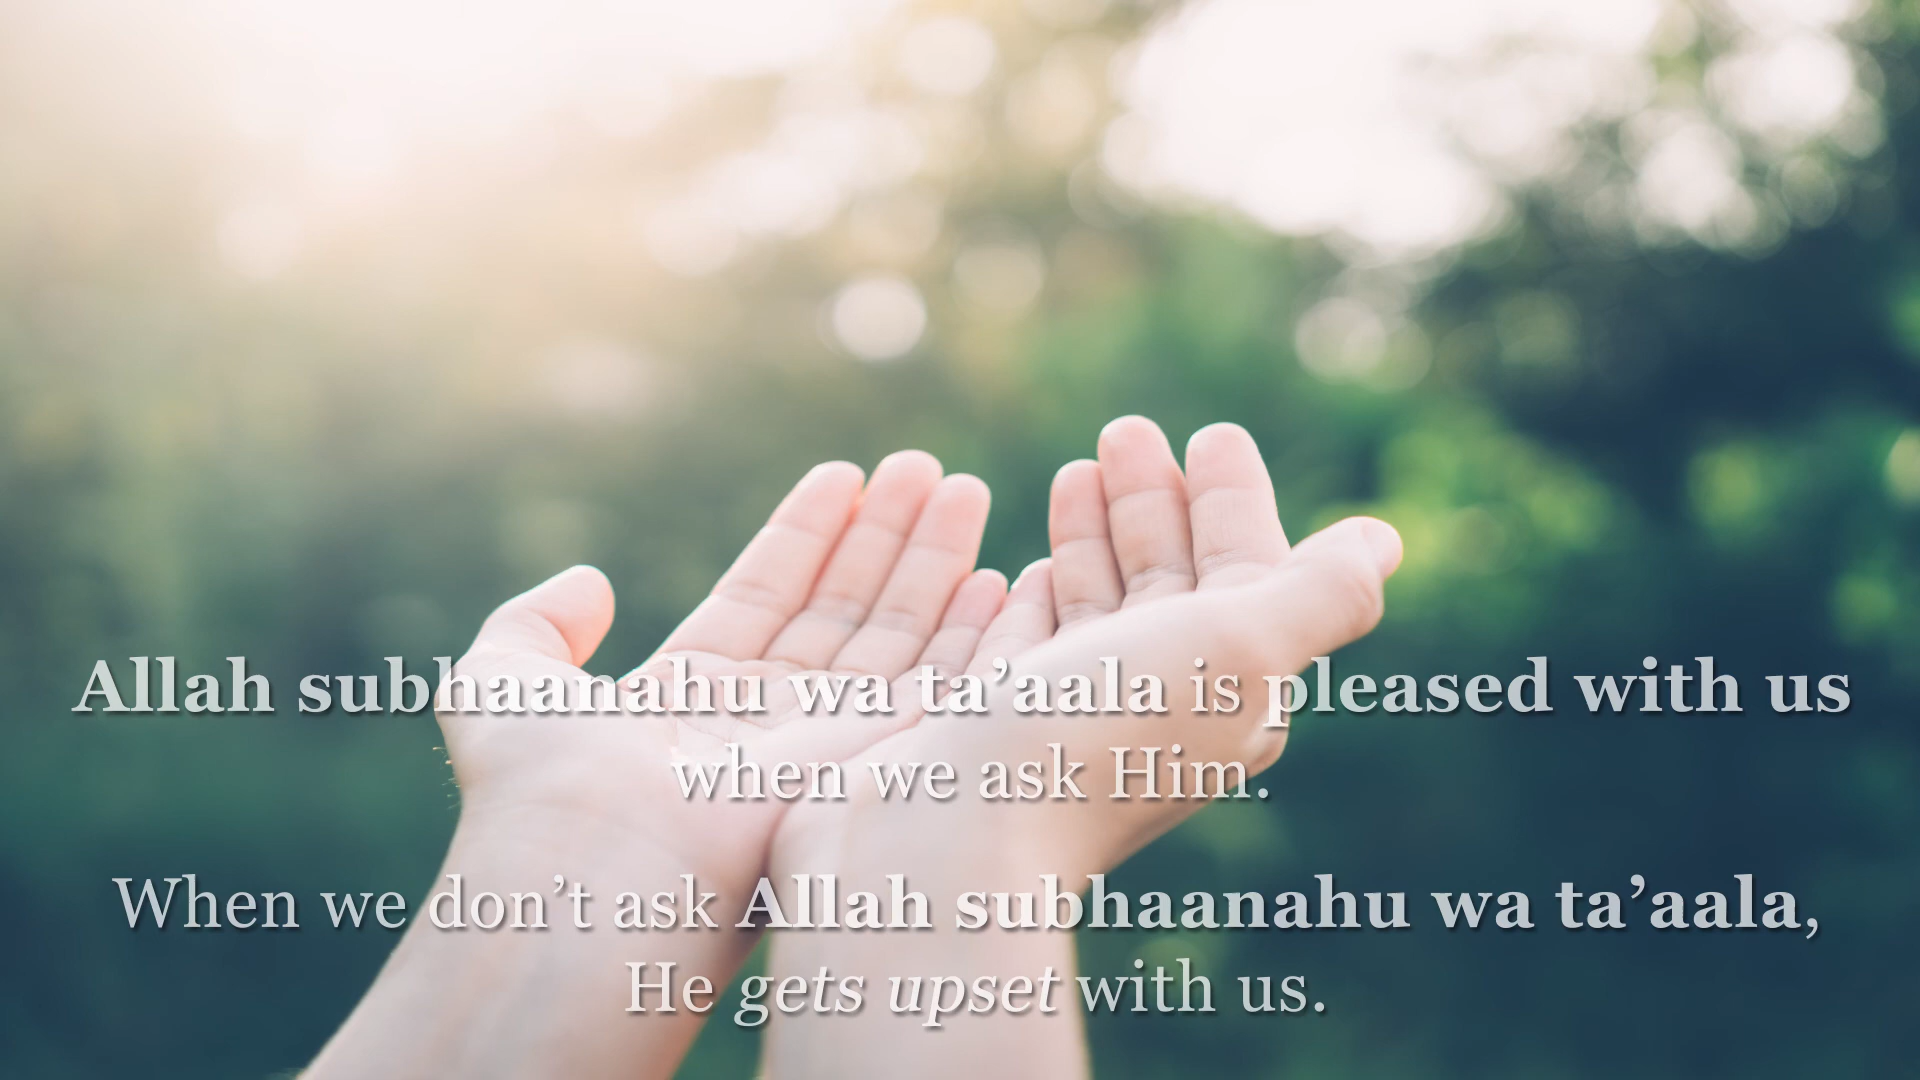 Allah subhaanahu wa ta’aala is pleased with us
when we ask Him.
When we don’t ask Allah subhaanahu wa ta’aala,
He gets upset with us.